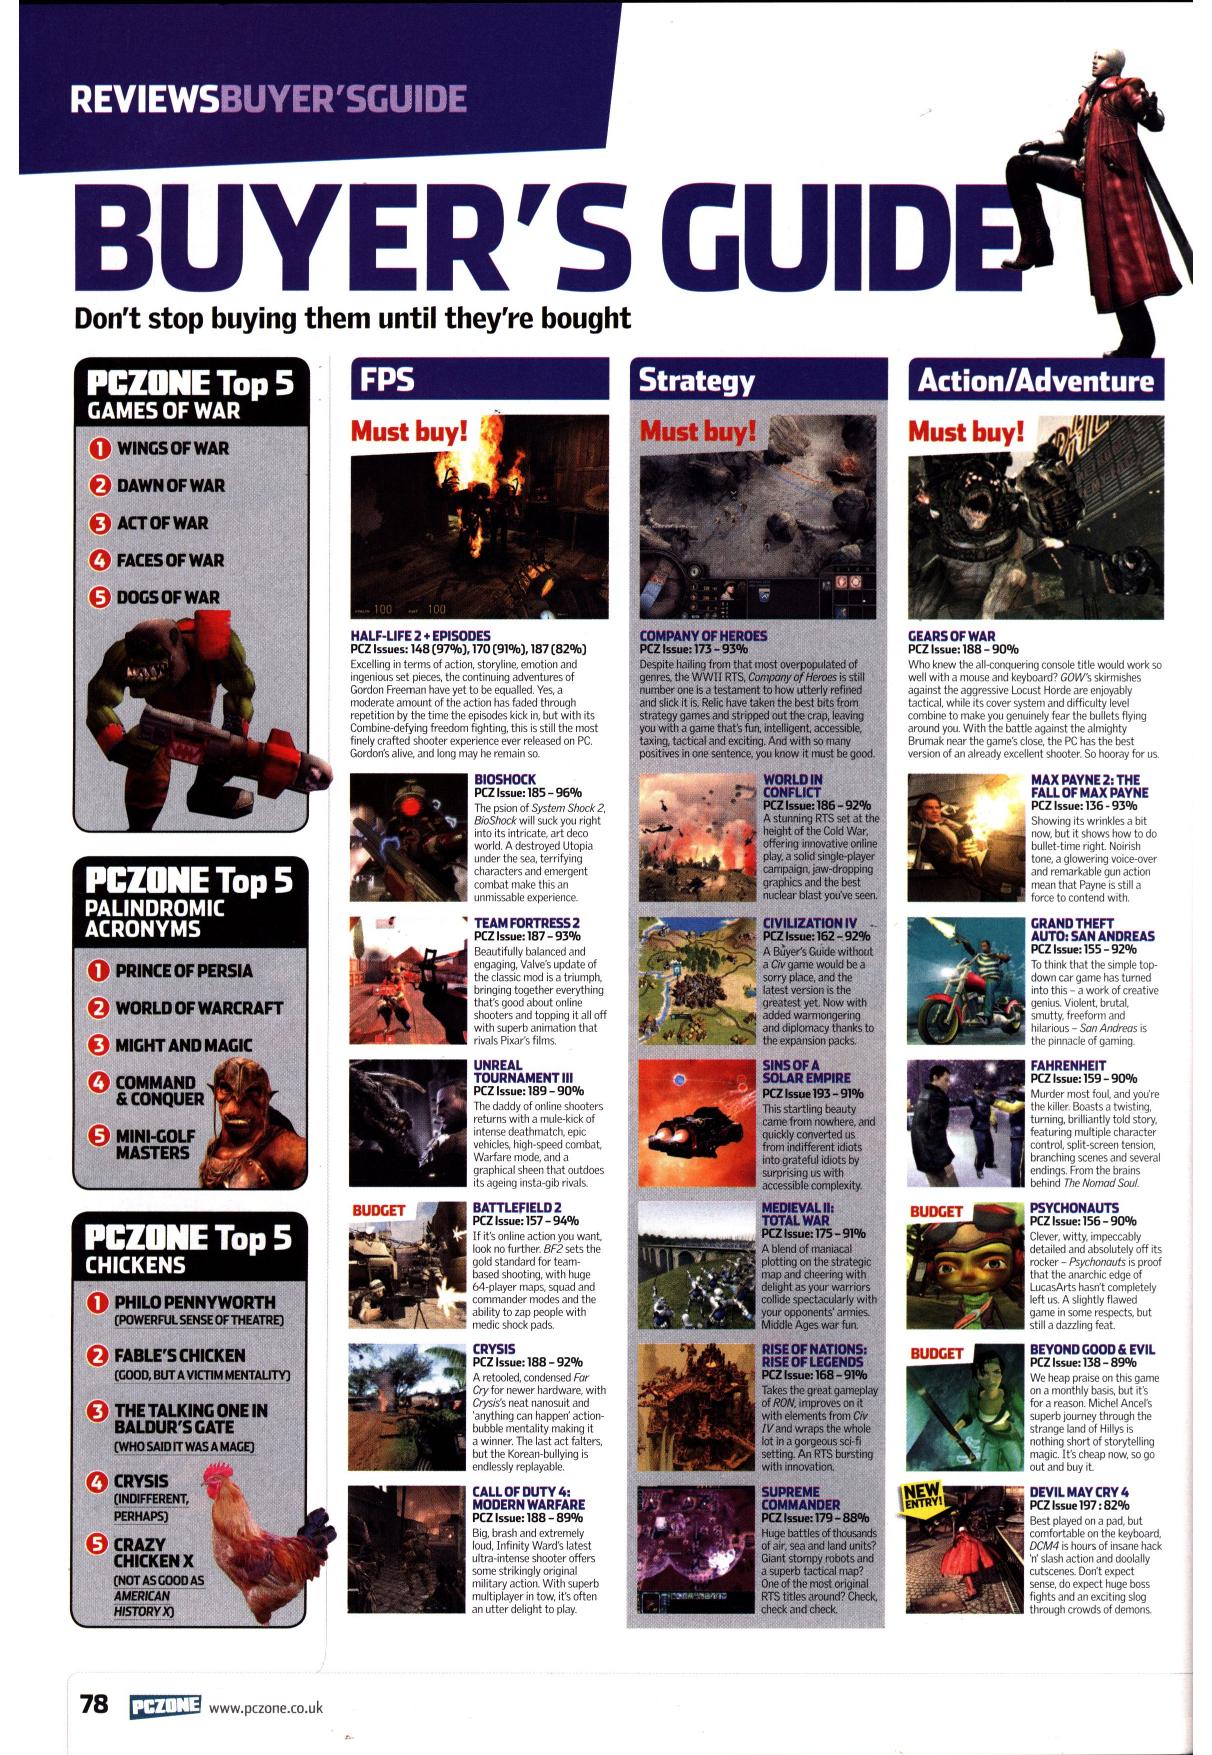 REVIEWSBUYER'SGUIDE
BUYER'S GUIDE
Don't stop buying them until they're bought
PCZONE Top 5
GAMES OF WAR
1 WINGS OF WAR
2 DAWN OF WAR
3 ACT OF WAR
4 FACES OF WAR
5 DOGS OF WAR
PCZONE Top 5
PALINDROMIC
ACRONYMS
1 PRINCE OF PERSIA
2 WORLD OF WARCRAFT
3 MIGHT AND MAGIC
4 COMMAND
& CONQUER
5 MINI-GOLF
MASTERS
PCZONE Top 5
CHICKENS
1 PHILO PENNYWORTH
(POWERFUL SENSE OF THEATRE)
2 FABLE'S CHICKEN
(GOOD, BUT A VICTIM MENTALITY)
3 THE TALKING ONE IN
BALDUR'S GATE
(WHO SAID IT WAS A MAGE)
4 CRYSIS
(INDIFFERENT,
PERHAPS)
5 CRAZY
CHICKEN X
(NOT AS GOOD AS
AMERICAN
HISTORY X)
FPS
Must buy!
100 100
HALF-LIFE 2 + EPISODES
PCZ Issues: 148 (97%), 170 (91%), 187 (82%)
Excelling in terms of action, storyline, emotion and
ingenious set pieces, the continuing adventures of
Gordon Freeman have yet to be equalled. Yes, a
moderate amount of the action has faded through
repetition by the time the episodes kick in, but with its
Combine-defying freedom fighting, this is still the most
finely crafted shooter experience ever released on PC.
Gordon's alive, and long may he remain so.
BIOSHOCK
PCZ Issue: 185 – 96%
The psion of System Shock 2,
BioShock will suck you right
into its intricate, art deco
world. A destroyed Utopia
under the sea, terrifying
characters and emergent
combat make this an
unmissable experience.
TEAM FORTRESS 2
PCZ Issue: 187 – 93%
Beautifully balanced and
engaging, Valve's update of
the classic mod is a triumph,
bringing together everything
that's good about online
shooters and topping it all off
with superb animation that
rivals Pixar's films.
UNREAL
TOURNAMENT III
PCZ Issue: 189 – 90%
The daddy of online shooters
returns with a mule-kick of
intense deathmatch, epic
vehicles, high-speed combat,
Warfare mode, and a
graphical sheen that outdoes
its ageing insta-gib rivals.
BUDGET
BATTLEFIELD 2
PCZ Issue: 157 – 94%
If it's online action you want,
look no further. BF2 sets the
gold standard for team-
based shooting, with huge
64-player maps, squad and
commander modes and the
ability to zap people with
medic shock pads.
CRYSIS
PCZ Issue: 188 – 92%
A retooled, condensed Far
Cry for newer hardware, with
Crysis's neat nanosuit and
'anything can happen' action-
bubble mentality making it
a winner. The last act falters,
but the Korean-bullying is
endlessly replayable.
CALL OF DUTY 4:
MODERN WARFARE
PCZ Issue: 188 – 89%
Big, brash and extremely
loud, Infinity Ward's latest
ultra-intense shooter offers
some strikingly original
military action. With superb
multiplayer in tow, it's often
an utter delight to play.
Strategy
Must buy!
COMPANY OF HEROES
PCZ Issue: 173 – 93%
Despite hailing from that most overpopulated of
genres, the WWII RTS, Company of Heroes is still
number one is a testament to how utterly refined
and slick it is. Relic have taken the best bits from
strategy games and stripped out the crap, leaving
you with a game that's fun, intelligent, accessible,
taxing, tactical and exciting. And with so many
positives in one sentence, you know it must be good.
WORLD IN
CONFLICT
PCZ Issue: 186 – 92%
A stunning RTS set at the
height of the Cold War,
offering innovative online
play, a solid single-player
campaign, jaw-dropping
graphics and the best
nuclear blast you've seen.
CIVILIZATION IV
PCZ Issue: 162 – 92%
A Buyer's Guide without
a Civ game would be a
sorry place, and the
latest version is the
greatest yet. Now with
added warmongering
and diplomacy thanks to
the expansion packs.
SINS OF A
SOLAR EMPIRE
PCZ Issue 193 – 91%
This startling beauty
came from nowhere, and
quickly converted us
from indifferent idiots
into grateful idiots by
surprising us with
accessible complexity.
MEDIEVAL II:
TOTAL WAR
PCZ Issue: 175 – 91%
A blend of maniacal
plotting on the strategic
map and cheering with
delight as your warriors
collide spectacularly with
your opponents' armies.
Middle Ages war fun.
RISE OF NATIONS:
RISE OF LEGENDS
PCZ Issue: 168 – 91%
Takes the great gameplay
of RON, improves on it
with elements from Civ
IV and wraps the whole
lot in a gorgeous sci-fi
setting. An RTS bursting
with innovation.
SUPREME
COMMANDER
PCZ Issue: 179 – 88%
Huge battles of thousands
of air, sea and land units?
Giant stompy robots and
a superb tactical map?
One of the most original
RTS titles around? Check,
check and check.
Action/Adventure
Must buy!
GEARS OF WAR
PCZ Issue: 188 – 90%
Who knew the all-conquering console title would work so
well with a mouse and keyboard? GOW's skirmishes
against the aggressive Locust Horde are enjoyably
tactical, while its cover system and difficulty level
combine to make you genuinely fear the bullets flying
around you. With the battle against the almighty
Brumak near the game's close, the PC has the best
version of an already excellent shooter. So hooray for us.
MAX PAYNE 2: THE
FALL OF MAX PAYNE
PCZ Issue: 136 – 93%
Showing its wrinkles a bit
now, but it shows how to do
bullet-time right. Noirish
tone, a glowering voice-over
and remarkable gun action
mean that Payne is still a
force to contend with.
GRAND THEFT
AUTO: SAN ANDREAS
PCZ Issue: 155 – 92%
To think that the simple top-
down car game has turned
into this – a work of creative
genius. Violent, brutal,
smutty, freeform and
hilarious – San Andreas is
the pinnacle of gaming.
FAHRENHEIT
PCZ Issue: 159 – 90%
Murder most foul, and you're
the killer. Boasts a twisting,
turning, brilliantly told story,
featuring multiple character
control, split-screen tension,
branching scenes and several
endings. From the brains
behind The Nomad Soul.
BUDGET
PSYCHONAUTS
PCZ Issue: 156 – 90%
Clever, witty, impeccably
detailed and absolutely off its
rocker – Psychonauts is proof
that the anarchic edge of
LucasArts hasn't completely
left us. A slightly flawed
game in some respects, but
still a dazzling feat.
BUDGET
BEYOND GOOD & EVIL
PCZ Issue: 138 – 89%
We heap praise on this game
on a monthly basis, but it's
for a reason. Michel Ancel's
superb journey through the
strange land of Hillys is
nothing short of storytelling
magic. It's cheap now, so go
out and buy it.
NEW
ENTRY!
DEVIL MAY CRY 4
PCZ Issue 197 : 82%
Best played on a pad, but
comfortable on the keyboard,
DCM4 is hours of insane hack
'n' slash action and doolally
cutscenes. Don't expect
sense, do expect huge boss
fights and an exciting slog
through crowds of demons.
78 PCZONE www.pczone.co.uk